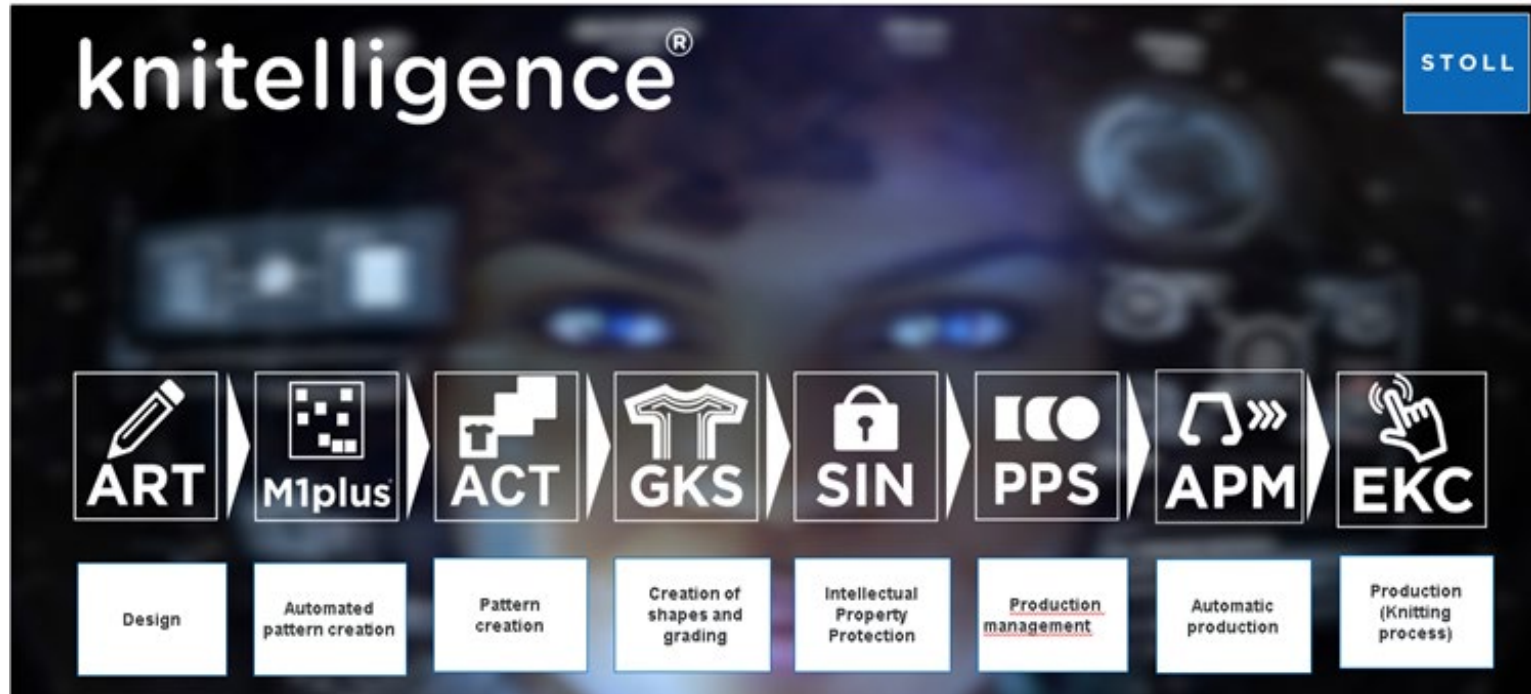 knitelligence®
STOLL
ART
M1plus
ACT
GKS
SIN
PPS
APM
EKC
Design
Automated
pattern creation
Pattern
creation
Creation of
shapes and
grading
Intellectual
Property
Protection
Production
management
Automatic
production
Production
(Knitting
process)